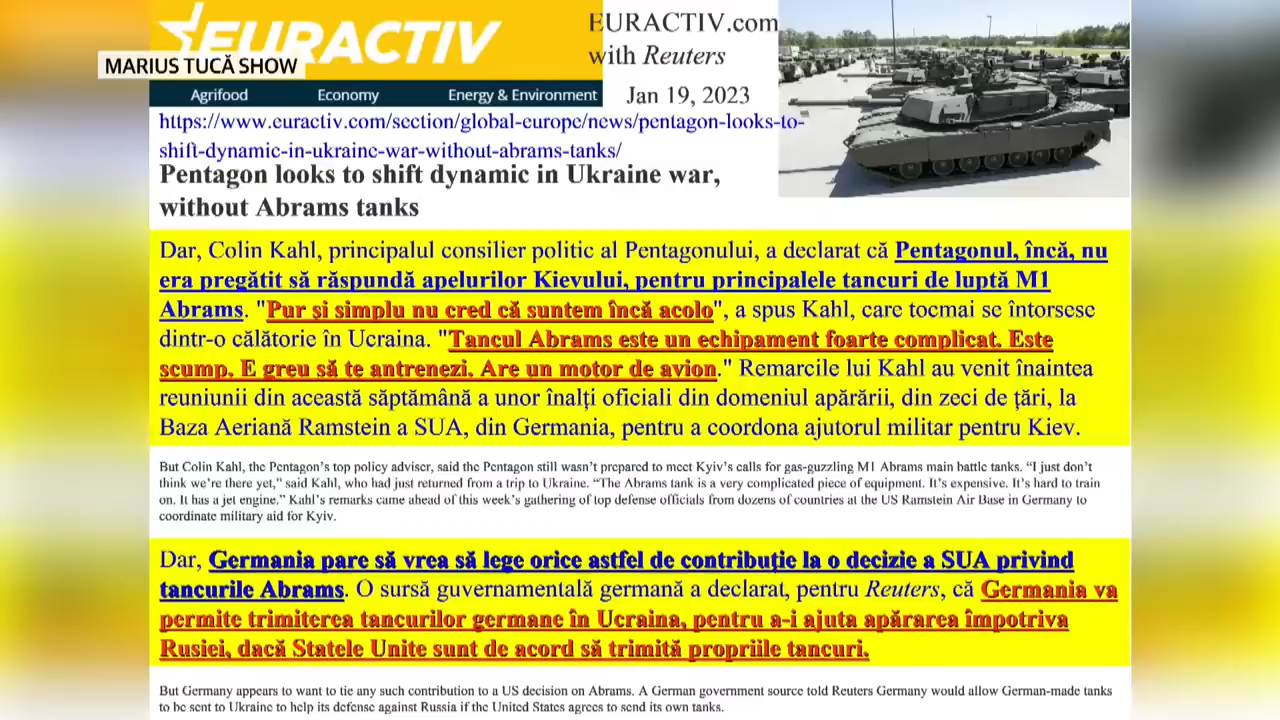 EURACTIV
MARIUS TUCĂ SHOW
Agrifood Economy Energy & Environment
EURACTIV.com
with Reuters
Jan 19, 2023
https://www.euractiv.com/section/global-europe/news/pentagon-looks-to-
shift-dynamic-in-ukraine-war-without-abrams-tanks/
Pentagon looks to shift dynamic in Ukraine war,
without Abrams tanks
Dar, Colin Kahl, principalul consilier politic al Pentagonului, a declarat că Pentagonul, încă, nu
era pregătit să răspundă apelurilor Kievului, pentru principalele tancuri de luptă M1
Abrams. "Pur și simplu nu cred că suntem încă acolo", a spus Kahl, care tocmai se întorsese
dintr-o călătorie în Ucraina. "Tancul Abrams este un echipament foarte complicat. Este
scump. E greu să te antrenezi. Are un motor de avion." Remarcile lui Kahl au venit înaintea
reuniunii din această săptămână a unor înalți oficiali din domeniul apărării, din zeci de țări, la
Baza Aeriană Ramstein a SUA, din Germania, pentru a coordona ajutorul militar pentru Kiev.
But Colin Kahl, the Pentagon's top policy adviser, said the Pentagon still wasn't prepared to meet Kyiv's calls for gas-guzzling M1 Abrams main battle tanks. “I just don't
think we're there yet,” said Kahl, who had just returned from a trip to Ukraine. “The Abrams tank is a very complicated piece of equipment. It's expensive. It's hard to train
on. It has a jet engine.” Kahl's remarks came ahead of this week's gathering of top defense officials from dozens of countries at the US Ramstein Air Base in Germany to
coordinate military aid for Kyiv.
Dar, Germania pare să vrea să lege orice astfel de contribuție la o decizie a SUA privind
tancurile Abrams. O sursă guvernamentală germană a declarat, pentru Reuters, că Germania va
permite trimiterea tancurilor germane în Ucraina, pentru a-i ajuta apărarea împotriva
Rusiei, dacă Statele Unite sunt de acord să trimită propriile tancuri.
But Germany appears to want to tie any such contribution to a US decision on Abrams. A German government source told Reuters Germany would allow German-made tanks
to be sent to Ukraine to help its defense against Russia if the United States agrees to send its own tanks.